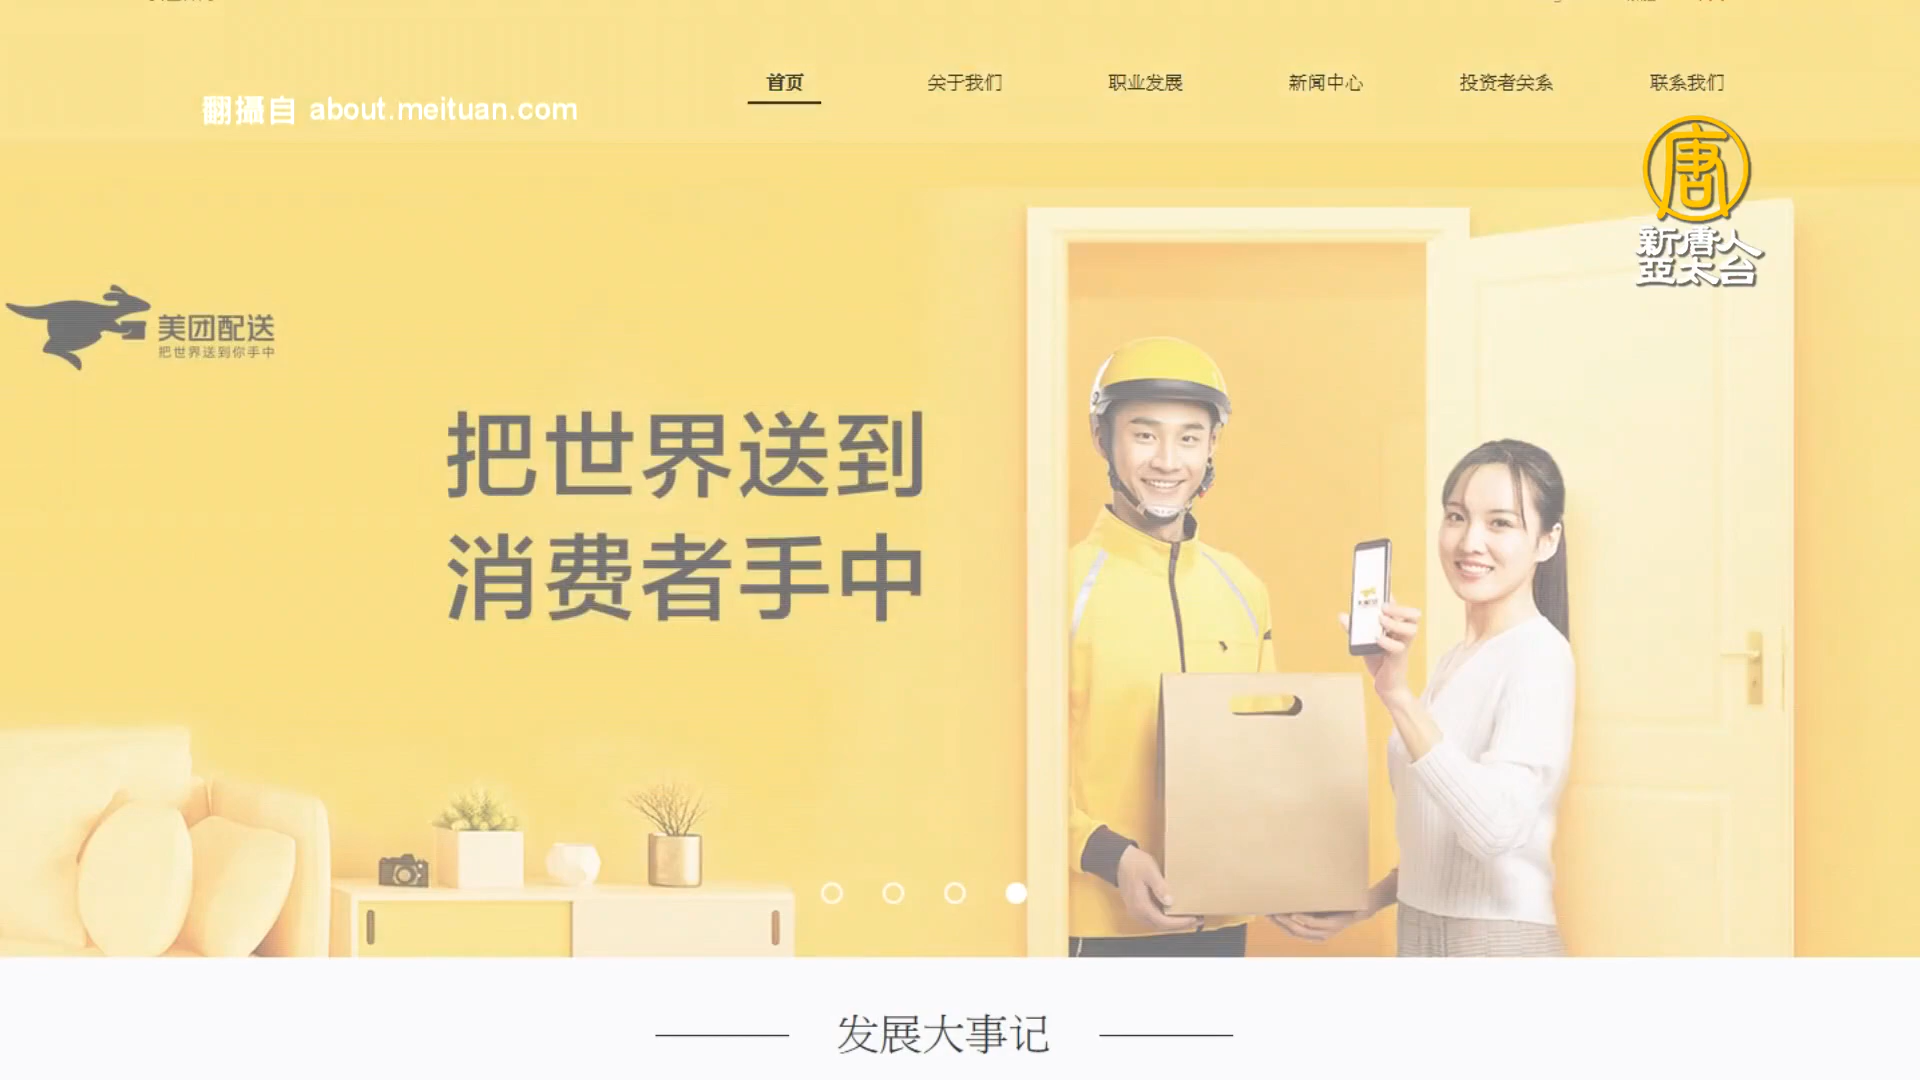 首页
关于我们
职业发展
新闻中心
投资者关系
联系我们
翻攝自 about.meituan.com
唐
新唐人
亞太台
美团配送
把世界送到你手中
把世界送到
消费者手中
发展大事记